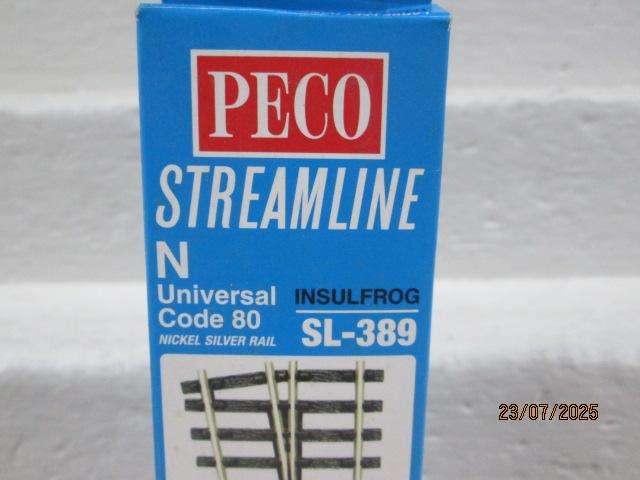 PECO
STREAMLINE
N
Universal
Code 80
NICKEL SILVER RAIL
INSULFROG
SL-389
23/07/2025